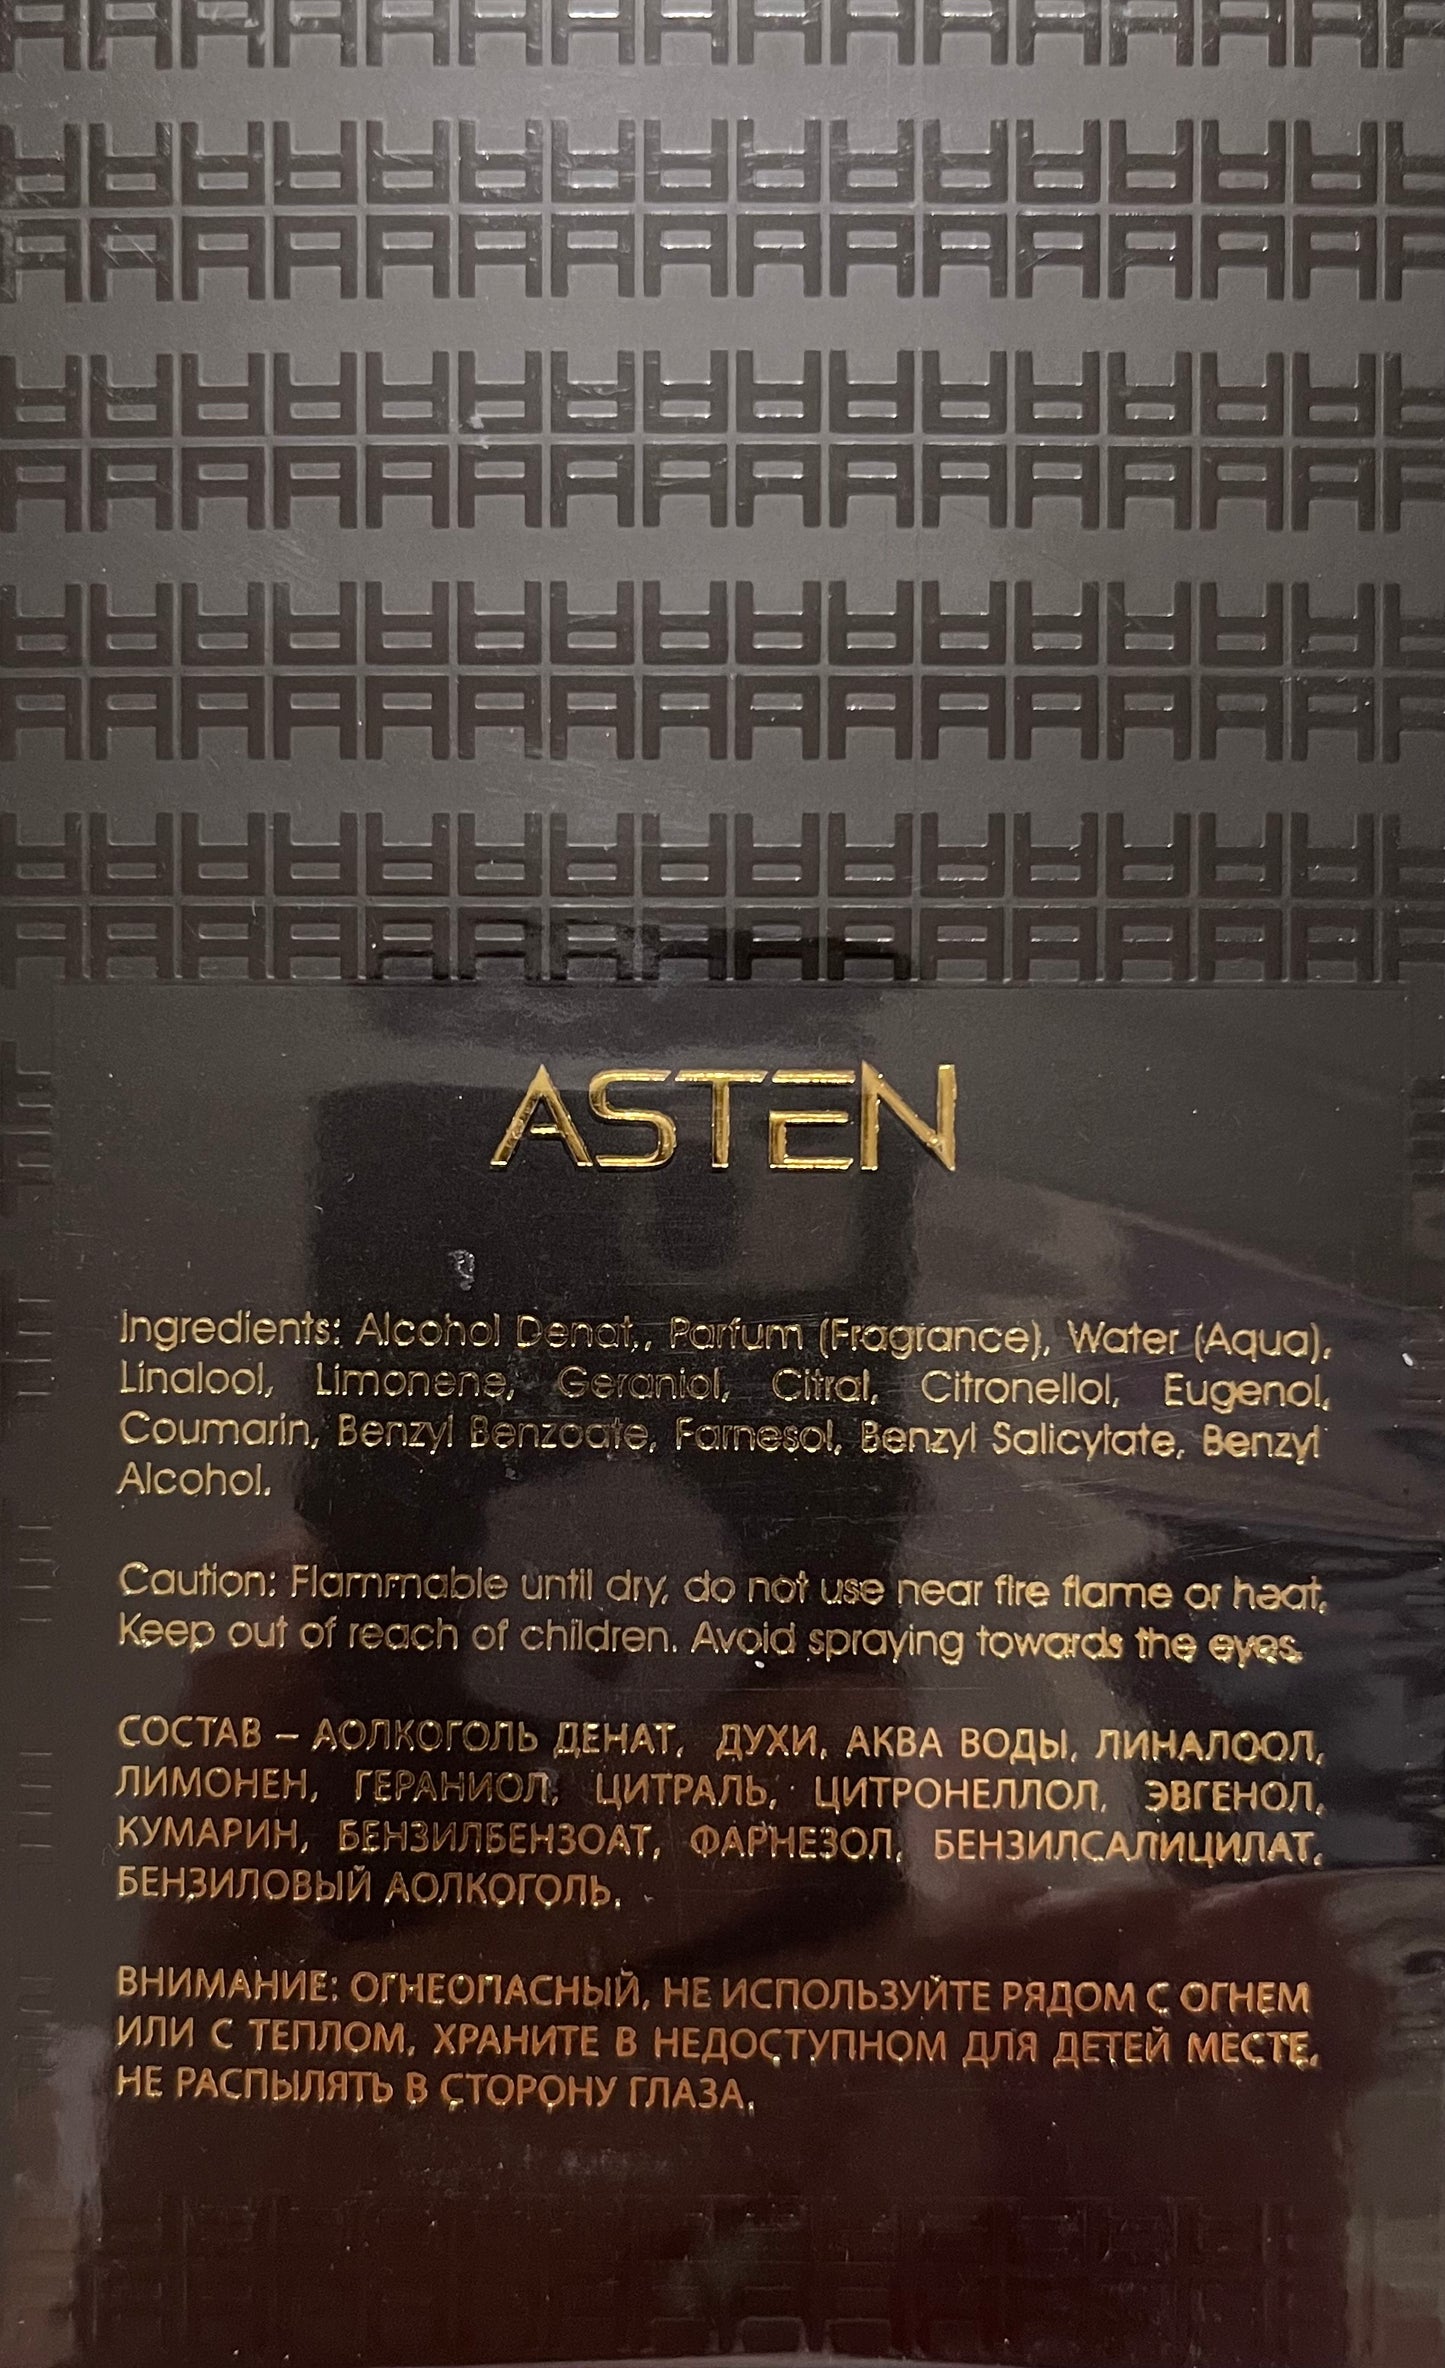 ASTEN
Ingredients: Alcohol Denat., Parfum (Fragrance), Water (Aqua),
Linalool, Limonene, Geraniol, Citral, Citronellol, Eugenol,
Coumarin, Benzyl Benzoate, Farnesol, Benzyl Salicylate, Benzyl
Alcohol.
Caution: Flammable until dry, do not use near fire flame or heat,
Keep out of reach of children. Avoid spraying towards the eyes.
СОСТАВ – АОЛКОГОЛЬ ДЕНАТ, ДУХИ, АКВА ВОДЫ, ЛИНАЛООЛ,
ЛИМОНЕН, ГЕРАНИОЛ, ЦИТРАЛЬ, ЦИТРОНЕЛЛОЛ, ЭВГЕНОЛ,
КУМАРИН, БЕНЗИЛБЕНЗОАТ, ФАРНЕЗОЛ, БЕНЗИЛСАЛИЦИЛАТ,
БЕНЗИЛОВЫЙ АОЛКОГОЛЬ.
ВНИМАНИЕ: ОГНЕОПАСНЫЙ, НЕ ИСПОЛЬЗУЙТЕ РЯДОМ С ОГНЕМ
ИЛИ С ТЕПЛОМ, ХРАНИТЕ В НЕДОСТУПНОМ ДЛЯ ДЕТЕЙ МЕСТЕ,
НЕ РАСПЫЛЯТЬ В СТОРОНУ ГЛАЗА.